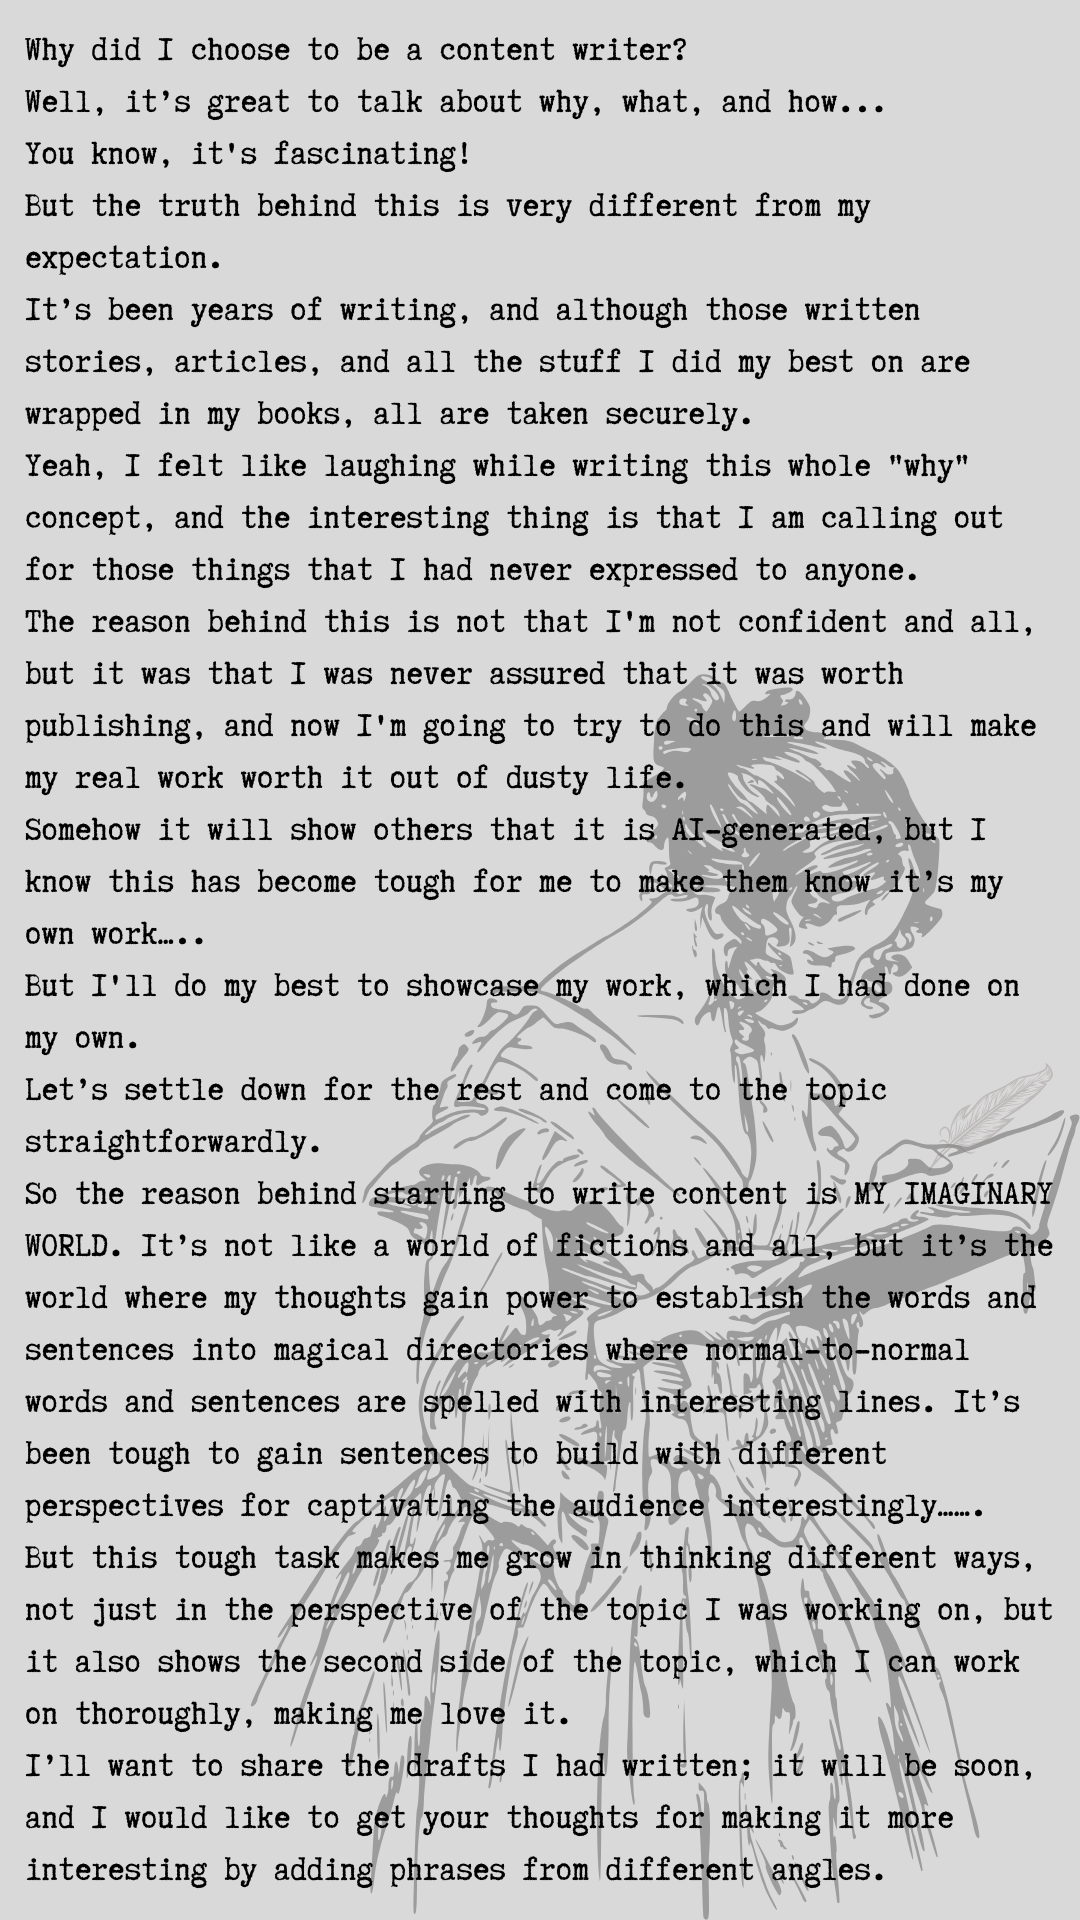 Why did I choose to be a content writer?
Well, it’s great to talk about why, what, and how...
You know, it's fascinating!
But the truth behind this is very different from my
expectation.
It’s been years of writing, and although those written
stories, articles, and all the stuff I did my best on are
wrapped in my books, all are taken securely.
Yeah, I felt like laughing while writing this whole "why"
concept, and the interesting thing is that I am calling out
for those things that I had never expressed to anyone.
The reason behind this is not that I'm not confident and all,
but it was that I was never assured that it was worth
publishing, and now I'm going to try to do this and will make
my real work worth it out of dusty life.
Somehow it will show others that it is AI-generated, but I
know this has become tough for me to make them know it’s my
own work…..
But I'll do my best to showcase my work, which I had done on
my own.
Let’s settle down for the rest and come to the topic
straightforwardly.
So the reason behind starting to write content is MY IMAGINARY
WORLD. It’s not like a world of fictions and all, but it’s the
world where my thoughts gain power to establish the words and
sentences into magical directories where normal-to-normal
words and sentences are spelled with interesting lines. It’s
been tough to gain sentences to build with different
perspectives for captivating the audience interestingly…….
But this tough task makes me grow in thinking different ways,
not just in the perspective of the topic I was working on, but
it also shows the second side of the topic, which I can work
on thoroughly, making me love it.
I’ll want to share the drafts I had written; it will be soon,
and I would like to get your thoughts for making it more
interesting by adding phrases from different angles.